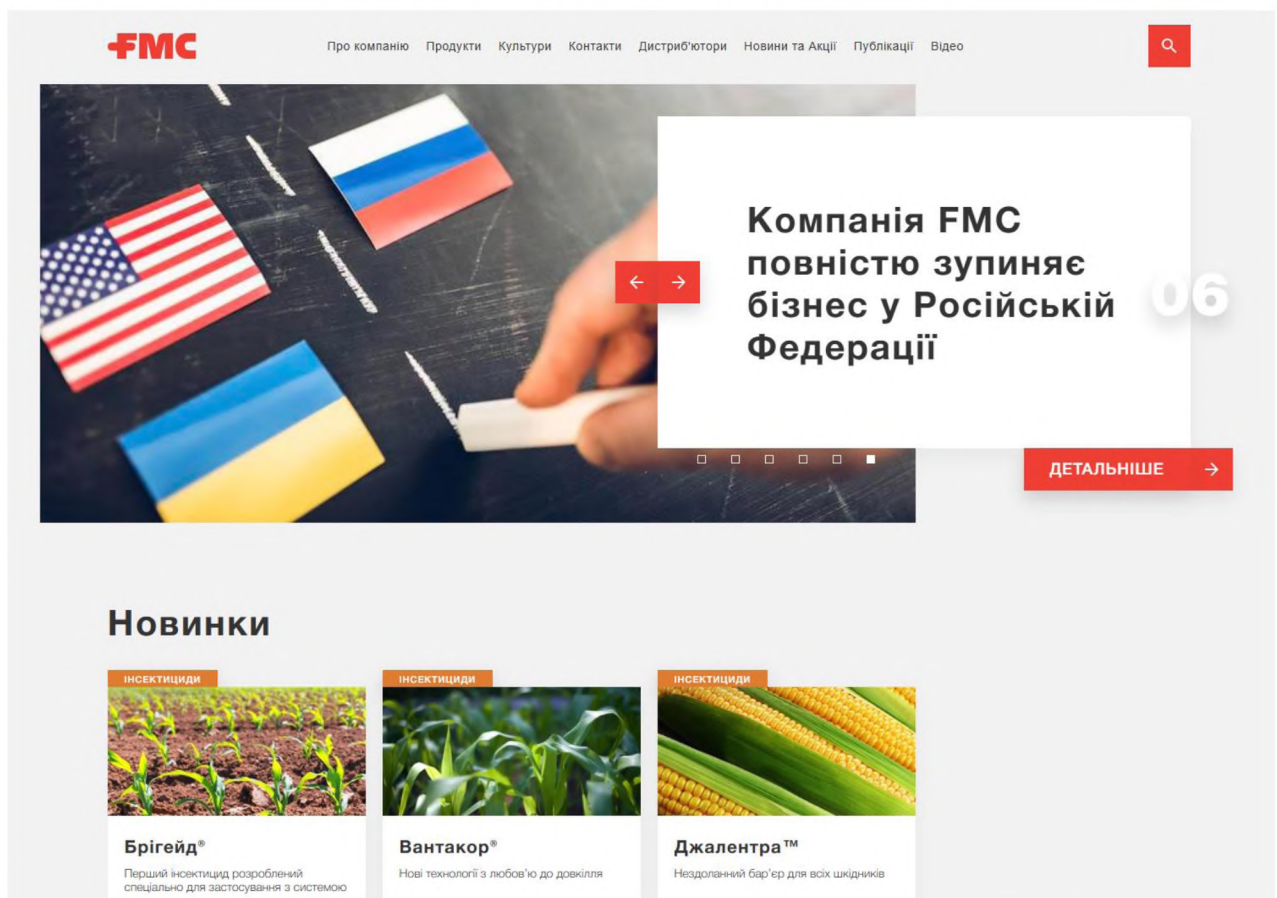 FMC
Про компанію Продукти Культури Контакти Дистриб'ютори Новини та Акції Публікації Відео
Компанія FMC
повністю зупиняє
бізнес у Російській
Федерації
06
ДЕТАЛЬНІШЕ
Новинки
ІНСЕКТИЦИДИ
Брігейд®
Перший інсектицид розроблений
спеціально для застосування з системою
ІНСЕКТИЦИДИ
Вантакор®
Нові технології з любов'ю до довкілля
ІНСЕКТИЦИДИ
Джалентра™
Нездоланний бар'єр для всіх шкідників